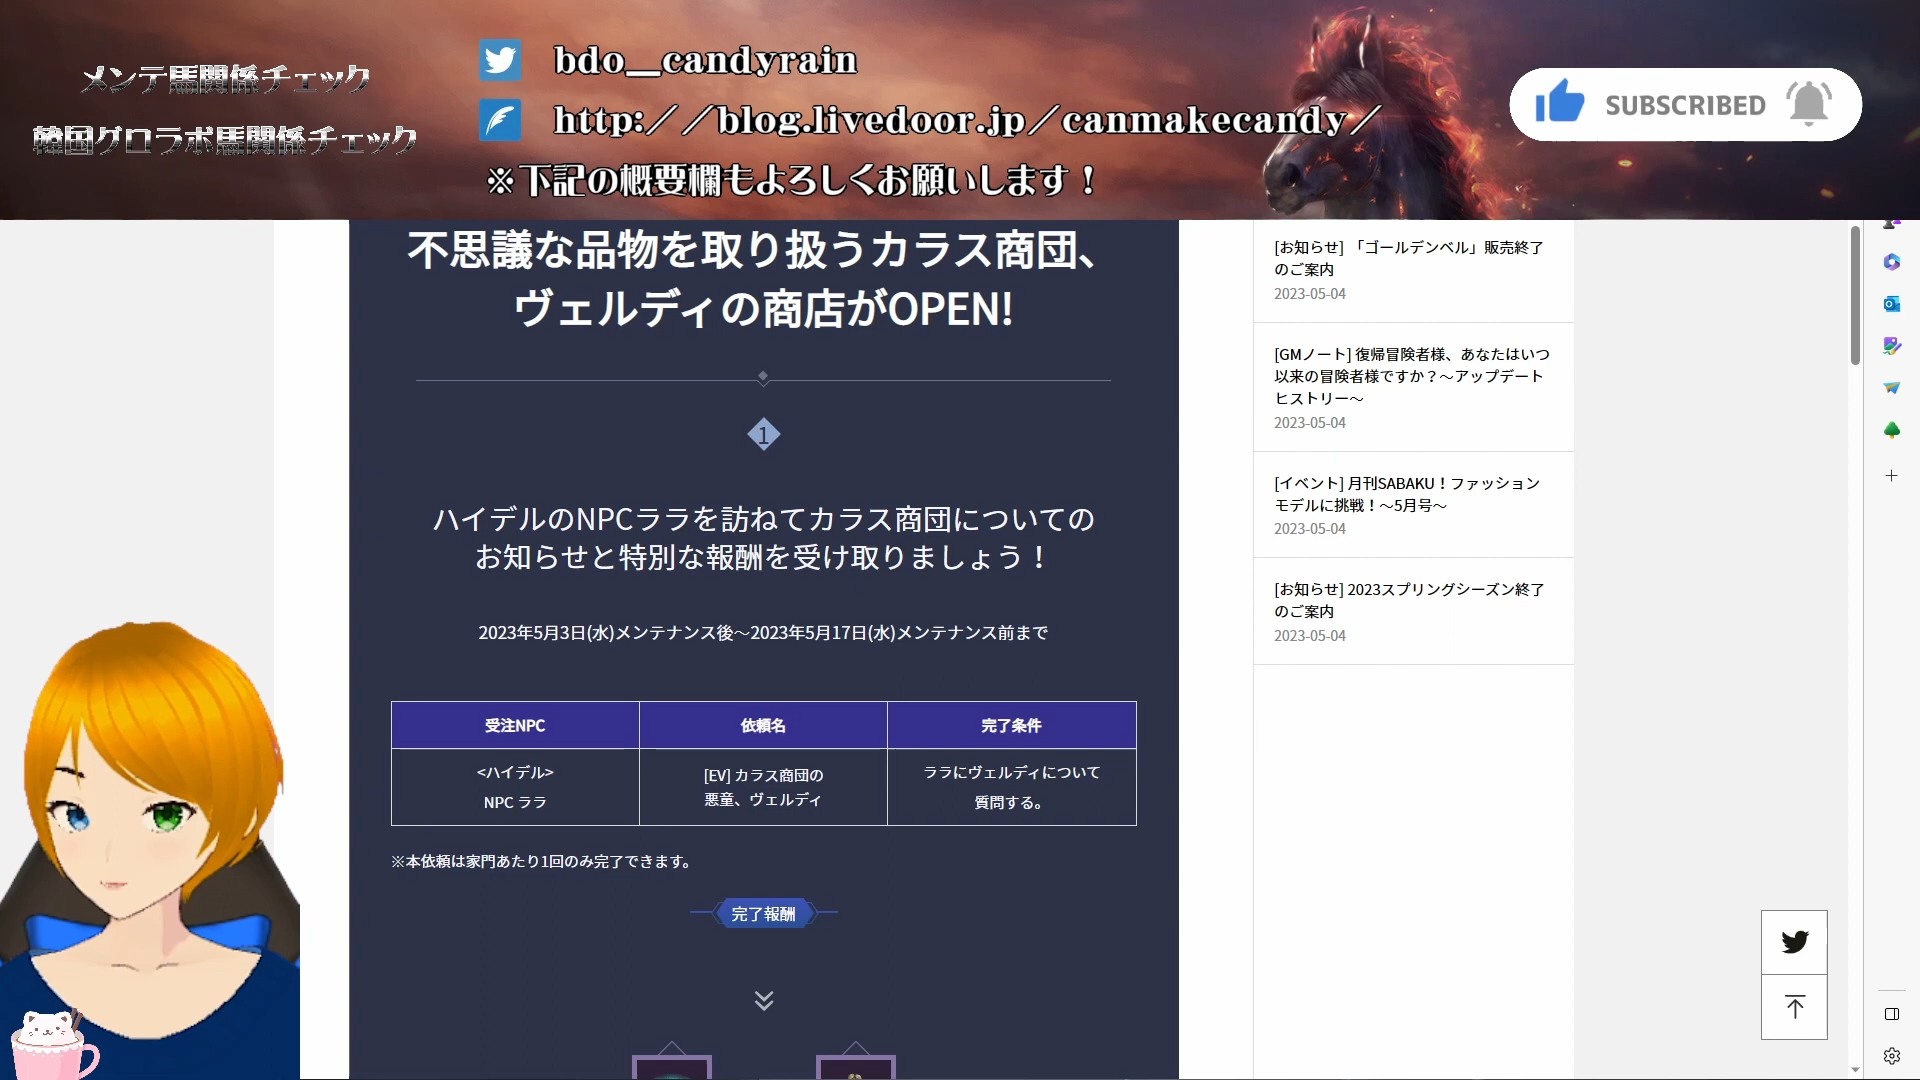 メンテ馬関係チェック
韓国グロラボ馬関係チェック
bdo__candyrain
http://blog.livedoor.jp/canmakecandy/
※下記の概要欄もよろしくお願いします！
SUBSCRIBED
不思議な品物を取り扱うカラス商団、
ヴェルディの商店がOPEN!
1
ハイデルのNPCララを訪ねてカラス商団についての
お知らせと特別な報酬を受け取りましょう！
2023年5月3日(水)メンテナンス後～2023年5月17日(水)メンテナンス前まで
受注NPC 依頼名 完了条件
<ハイデル>
NPC ララ
[EV] カラス商団の
悪童、ヴェルディ
ララにヴェルディについて
質問する。
※本依頼は家門あたり1回のみ完了できます。
完了報酬
[お知らせ] 「ゴールデンベル」販売終了
のご案内
2023-05-04
[GMノート] 復帰冒険者様、あなたはいつ
以来の冒険者様ですか？～アップデート
ヒストリー～
2023-05-04
[イベント] 月刊SABAKU！ファッション
モデルに挑戦！～5月号～
2023-05-04
[お知らせ] 2023スプリングシーズン終了
のご案内
2023-05-04